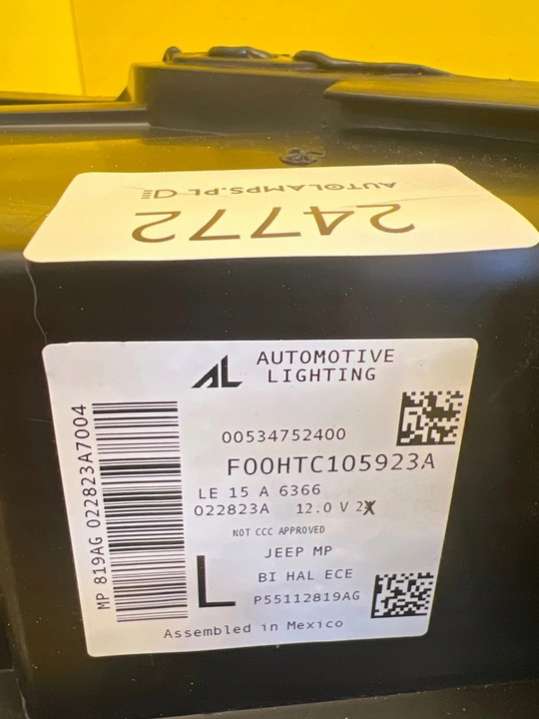 AUTOLAMPS.PL
24772
AL AUTOMOTIVE
LIGHTING
00534752400
F00HTC105923A
LE 15 A 6366
022823A 12.0 V 2X
NOT CCC APPROVED
JEEP MP
L BI HAL ECE
P55112819AG
Assembled in Mexico
MP 819AG 022823A7004